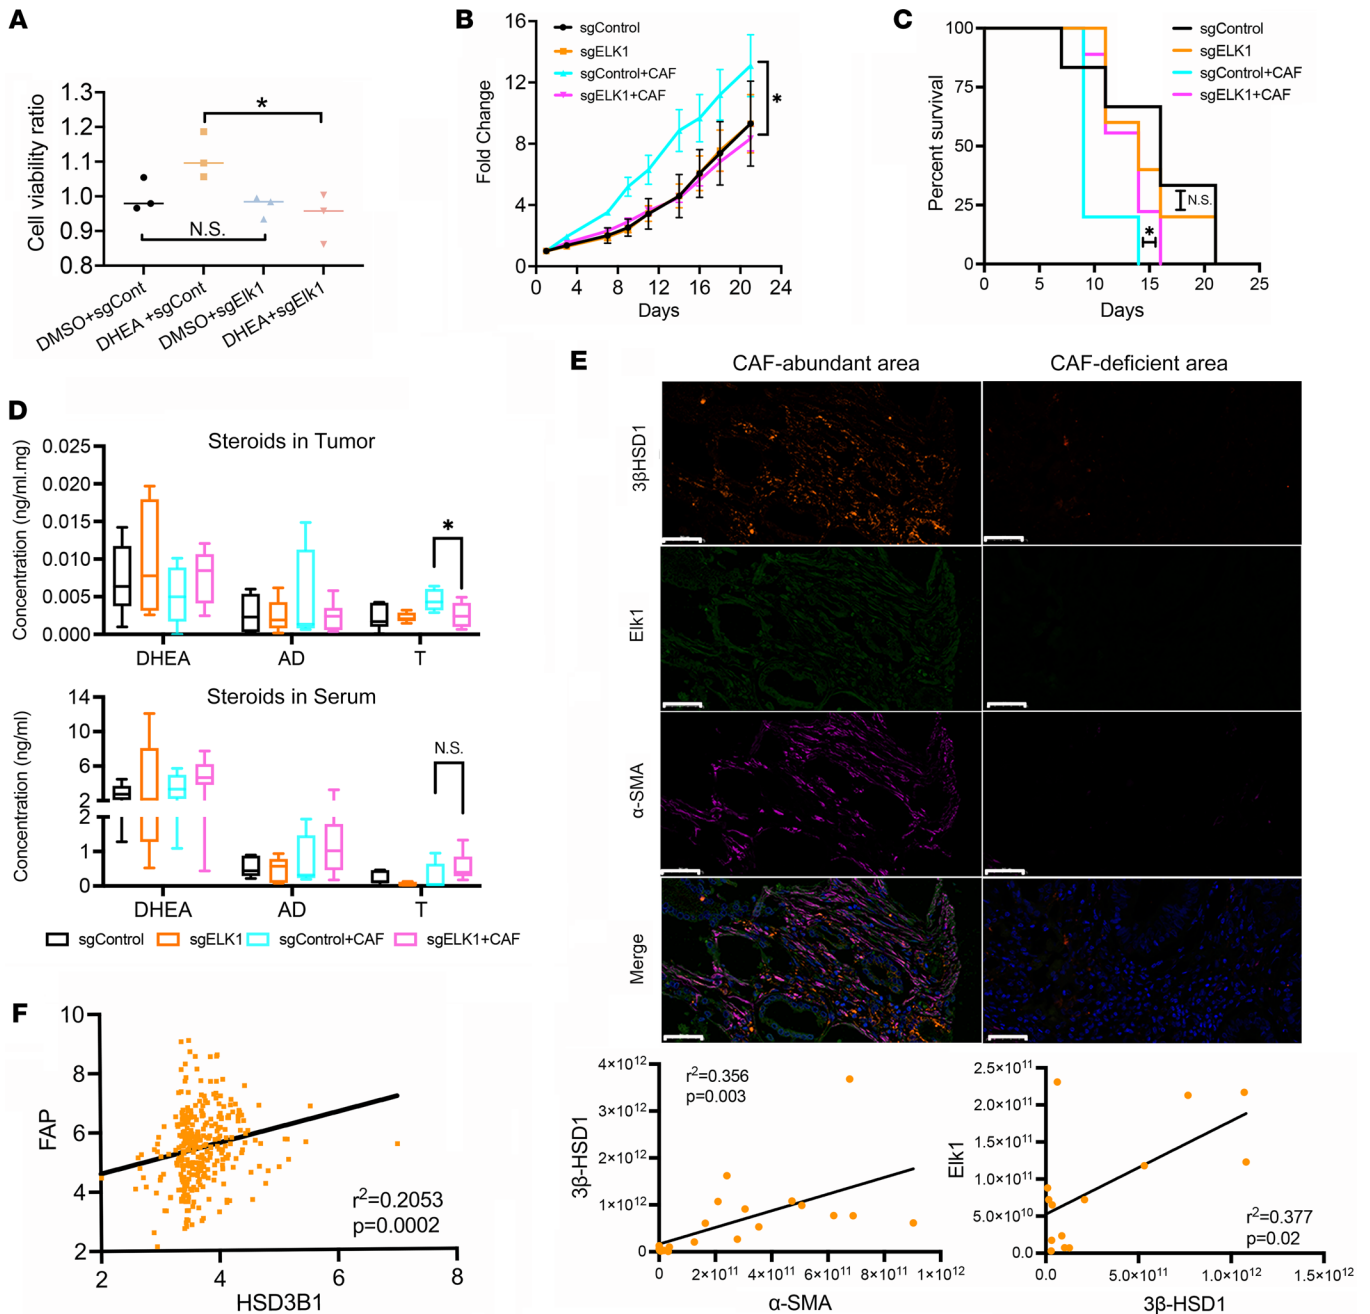 A
Cell viability ratio
1.3
1.2
1.1
1.0
0.9
0.8
*
N.S.
DMSO+sgCont
DHEA +sgCont
DMSO+sgElk1
DHEA+sgElk1
B
Fold Change
16
12
8
4
0
sgControl
sgELK1
sgControl+CAF
sgELK1+CAF
*
0 4 8 12 16 20 24
Days
C
Percent survival
100
75
50
25
0
sgControl
sgELK1
sgControl+CAF
sgELK1+CAF
N.S.
*
0 5 10 15 20 25
Days
D
Steroids in Tumor
Concentration (ng/ml.mg)
0.025
0.020
0.015
0.010
0.005
0.000
*
DHEA AD T
Steroids in Serum
Concentration (ng/ml)
14
10
6
2
2
1
0
N.S.
DHEA AD T
sgControl sgELK1 sgControl+CAF sgELK1+CAF
E
CAF-abundant area CAF-deficient area
3βHSD1
Elk1
α-SMA
Merge
3β-HSD1
4×10¹²
3×10¹²
2×10¹²
1×10¹²
0
r²=0.356
p=0.003
0 2×10¹¹ 4×10¹¹ 6×10¹¹ 8×10¹¹ 1×10¹²
α-SMA
Elk1
2.5×10¹¹
2.0×10¹¹
1.5×10¹¹
1.0×10¹¹
5.0×10¹⁰
0.0
r²=0.377
p=0.02
0.0 5.0×10¹¹ 1.0×10¹² 1.5×10¹²
3β-HSD1
F
FAP
10
8
6
4
2
r²=0.2053
p=0.0002
2 4 6 8
HSD3B1